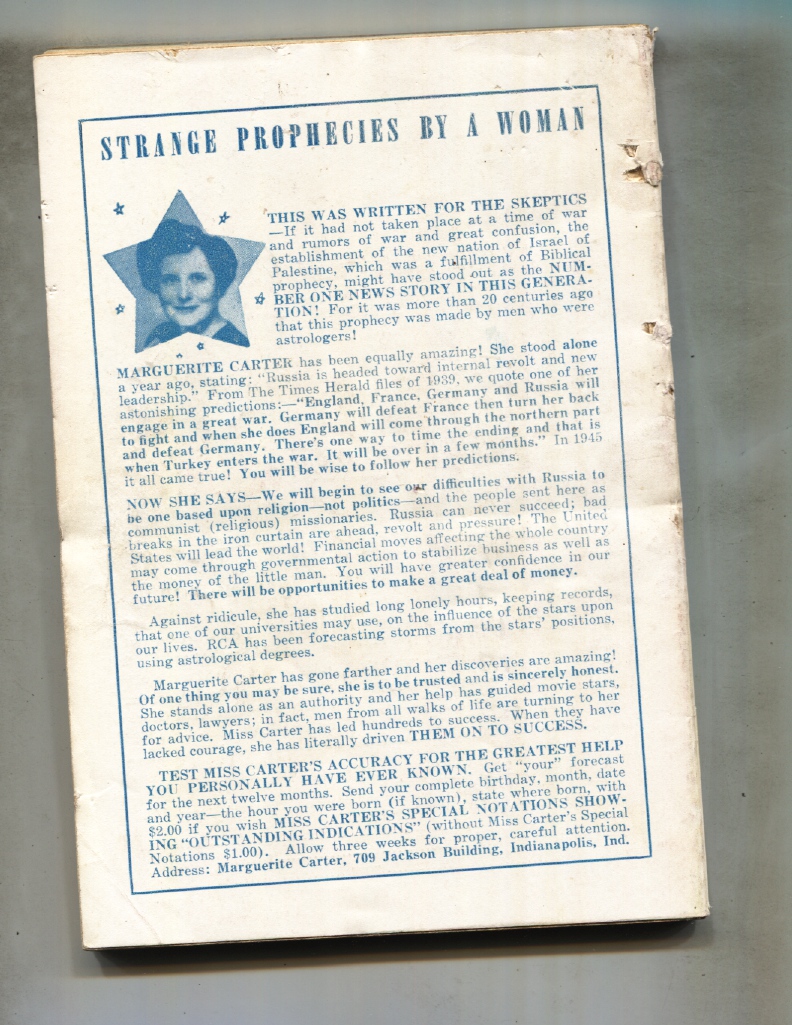 STRANGE PROPHECIES BY A WOMAN
THIS WAS WRITTEN FOR THE SKEPTICS
—If it had not taken place at a time of war
and rumors of war and great confusion, the
establishment of the new nation of Israel of
Palestine, which was a fulfillment of Biblical
prophecy, might have stood out as the NUM-
BER ONE NEWS STORY IN THIS GENERA-
TION! For it was more than 20 centuries ago
that this prophecy was made by men who were
astrologers!
MARGUERITE CARTER has been equally amazing! She stood alone
a year ago, stating: "Russia is headed toward internal revolt and new
leadership." From The Times Herald files of 1939, we quote one of her
astonishing predictions:—"England, France, Germany and Russia will
engage in a great war. Germany will defeat France then turn her back
to fight and when she does England will come through the northern part
and defeat Germany. There's one way to time the ending and that is
when Turkey enters the war. It will be over in a few months." In 1945
it all came true! You will be wise to follow her predictions.
NOW SHE SAYS—We will begin to see our difficulties with Russia to
be one based upon religion—not politics—and the people sent here as
communist (religious) missionaries. Russia can never succeed; bad
breaks in the iron curtain are ahead, revolt and pressure! The United
States will lead the world! Financial moves affecting the whole country
may come through governmental action to stabilize business as well as
the money of the little man. You will have greater confidence in our
future! There will be opportunities to make a great deal of money.
Against ridicule, she has studied long lonely hours, keeping records,
that one of our universities may use, on the influence of the stars upon
our lives. RCA has been forecasting storms from the stars' positions,
using astrological degrees.
Marguerite Carter has gone farther and her discoveries are amazing!
Of one thing you may be sure, she is to be trusted and is sincerely honest.
She stands alone as an authority and her help has guided movie stars,
doctors, lawyers; in fact, men from all walks of life are turning to her
for advice. Miss Carter has led hundreds to success. When they have
lacked courage, she has literally driven THEM ON TO SUCCESS.
TEST MISS CARTER'S ACCURACY FOR THE GREATEST HELP
YOU PERSONALLY HAVE EVER KNOWN. Get "your" forecast
for the next twelve months. Send your complete birthday, month, date
and year—the hour you were born (if known), state where born, with
$2.00 if you wish MISS CARTER'S SPECIAL NOTATIONS SHOW-
ING "OUTSTANDING INDICATIONS" (without Miss Carter's Special
Notations $1.00). Allow three weeks for proper, careful attention.
Address: Marguerite Carter, 709 Jackson Building, Indianapolis, Ind.